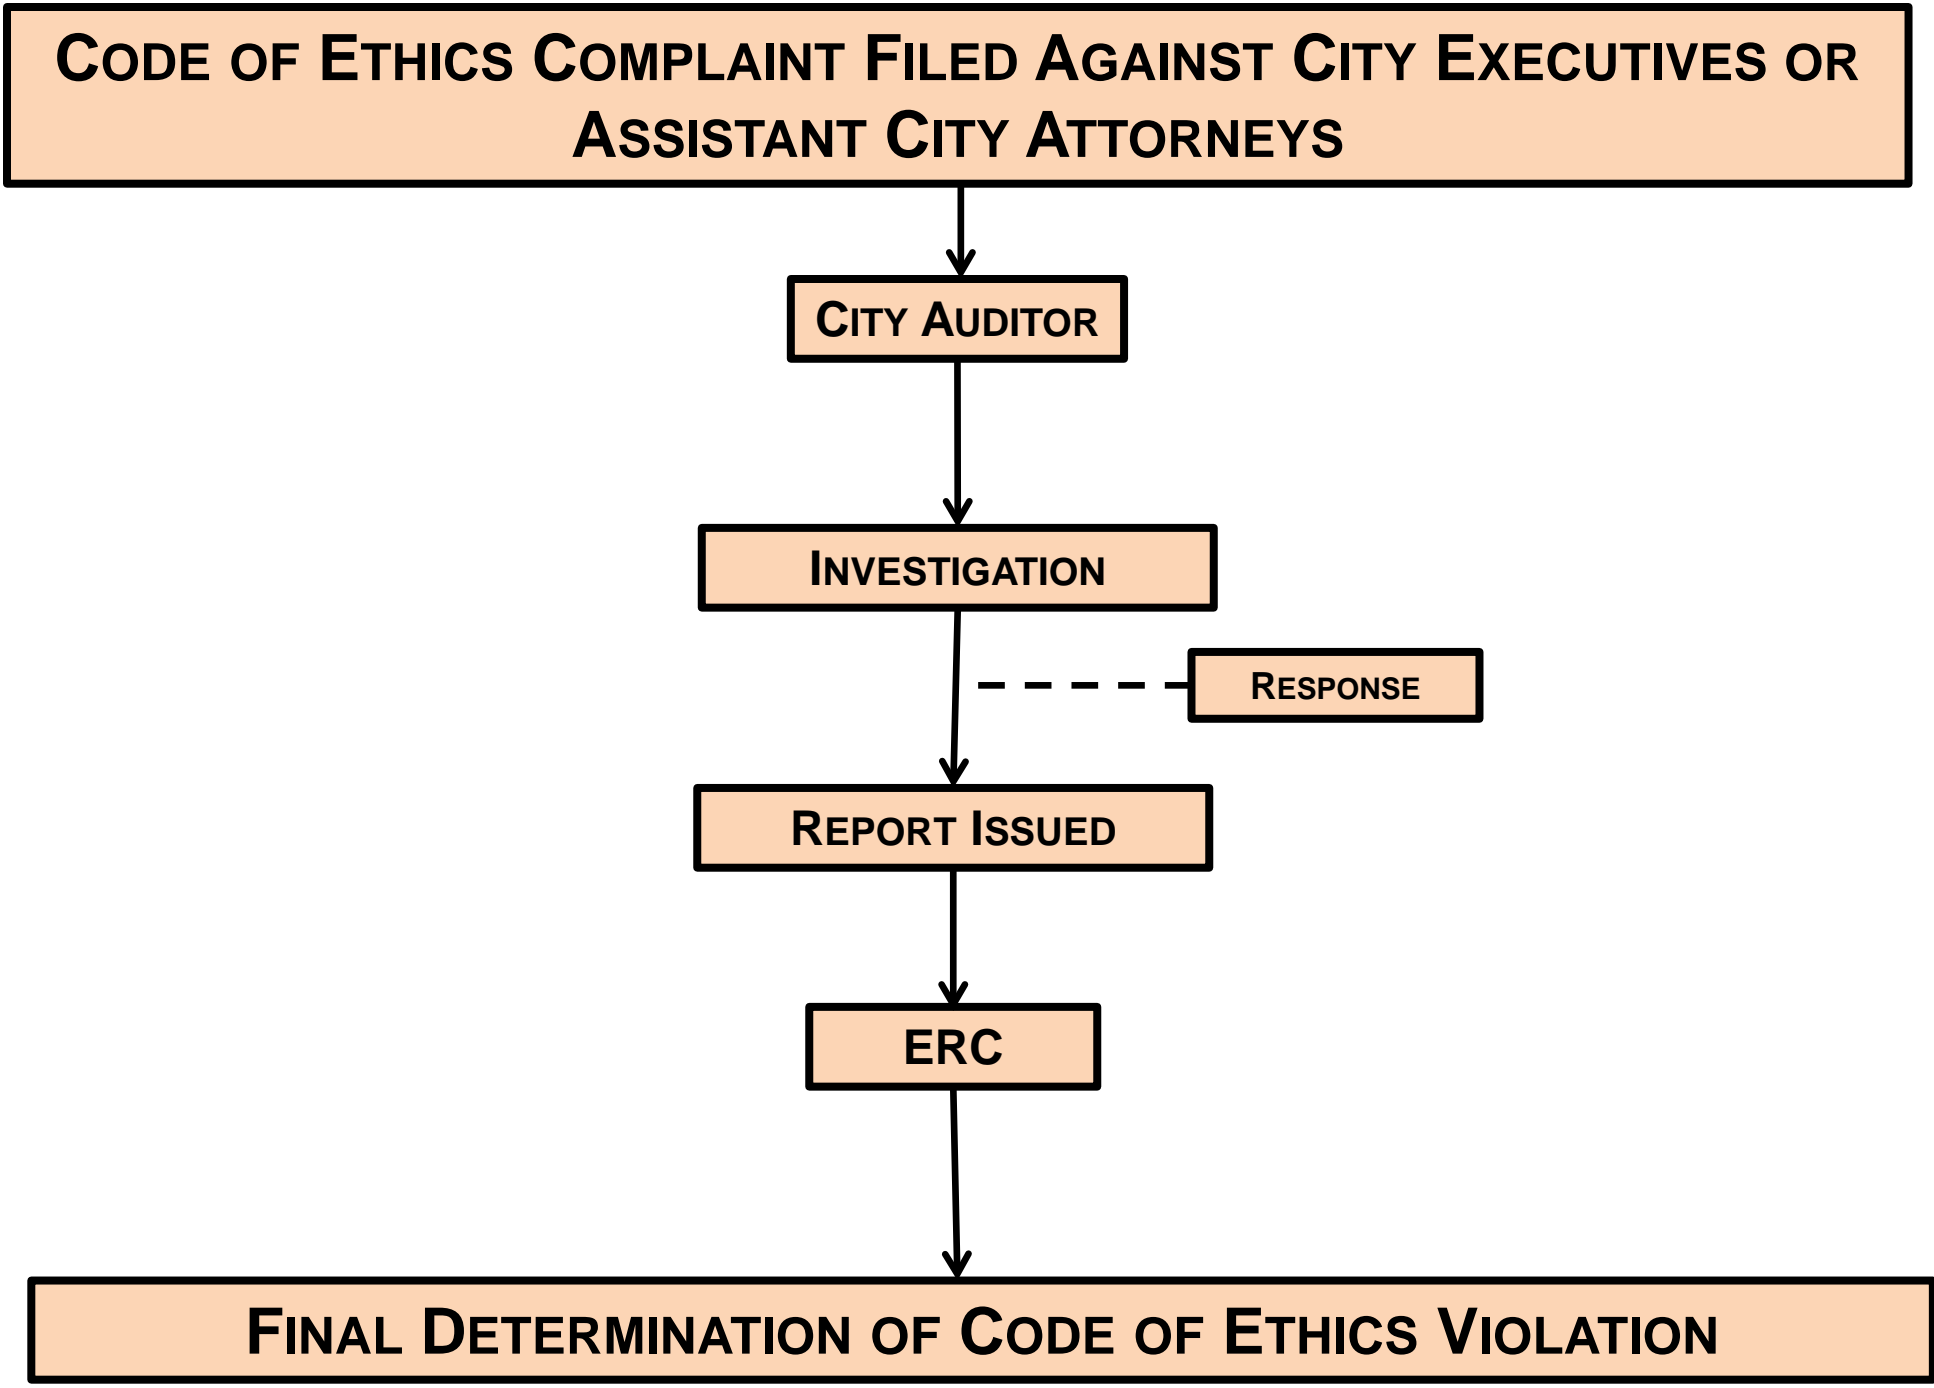 CODE OF ETHICS COMPLAINT FILED AGAINST CITY EXECUTIVES OR
ASSISTANT CITY ATTORNEYS
CITY AUDITOR
INVESTIGATION
RESPONSE
REPORT ISSUED
ERC
FINAL DETERMINATION OF CODE OF ETHICS VIOLATION